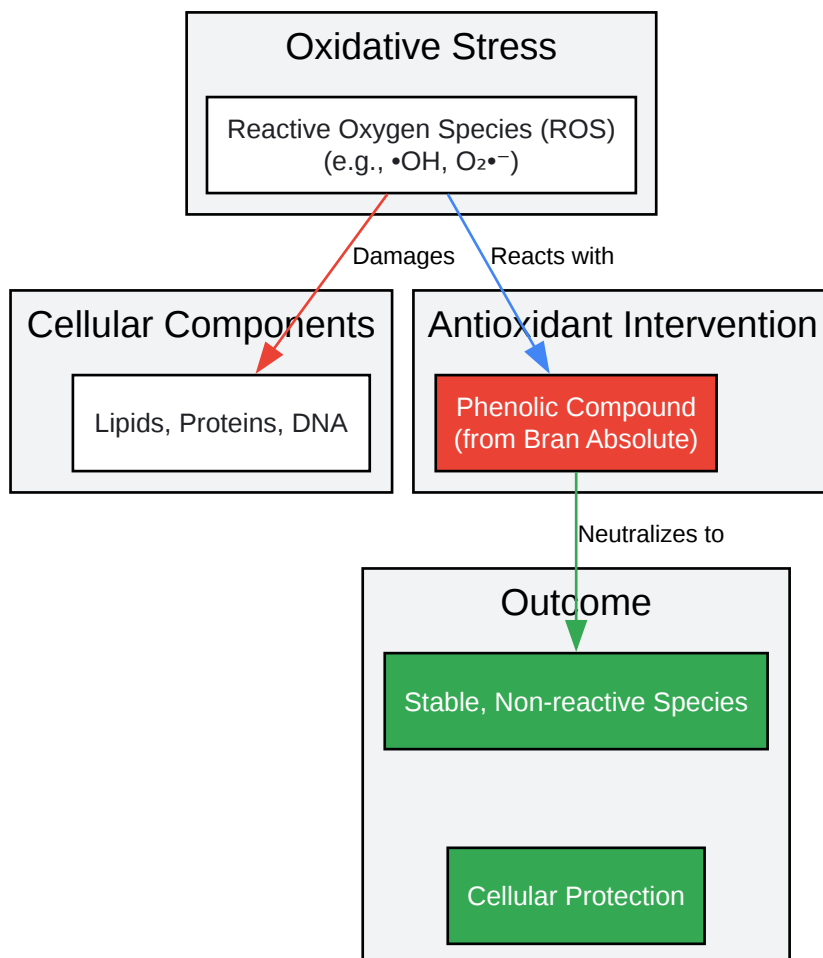 Oxidative Stress
Reactive Oxygen Species (ROS)
(e.g., •OH, O₂•⁻)
Damages
Reacts with
Cellular Components
Antioxidant Intervention
Lipids, Proteins, DNA
Phenolic Compound
(from Bran Absolute)
Neutralizes to
Outcome
Stable, Non-reactive Species
Cellular Protection